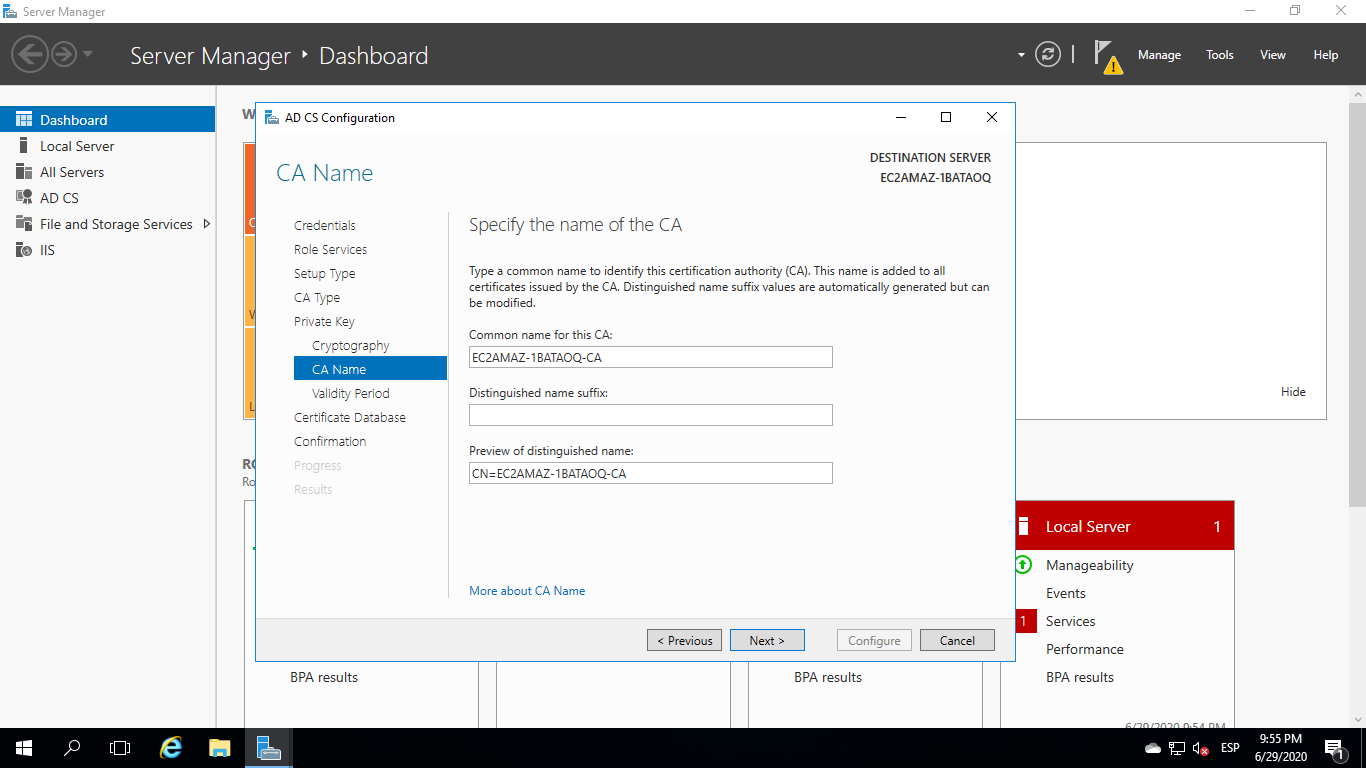 Server Manager
Server Manager
Dashboard
Manage
Tools
View
Help
Dashboard
Local Server
All Servers
AD CS
File and Storage Services
IIS
AD CS Configuration
CA Name
DESTINATION SERVER
EC2AMAZ-1BATAOQ
Credentials
Role Services
Setup Type
CA Type
Private Key
Cryptography
CA Name
Validity Period
Certificate Database
Confirmation
Progress
Results
Specify the name of the CA
Type a common name to identify this certification authority (CA). This name is added to all
certificates issued by the CA. Distinguished name suffix values are automatically generated but can
be modified.
Common name for this CA:
EC2AMAZ-1BATAOQ-CA
Distinguished name suffix:
Preview of distinguished name:
CN=EC2AMAZ-1BATAOQ-CA
More about CA Name
< Previous
Next >
Configure
Cancel
Hide
Local Server
1
Manageability
Events
1
Services
Performance
BPA results
BPA results
BPA results
6/29/2020 9:54 PM
ESP
9:55 PM
6/29/2020
1